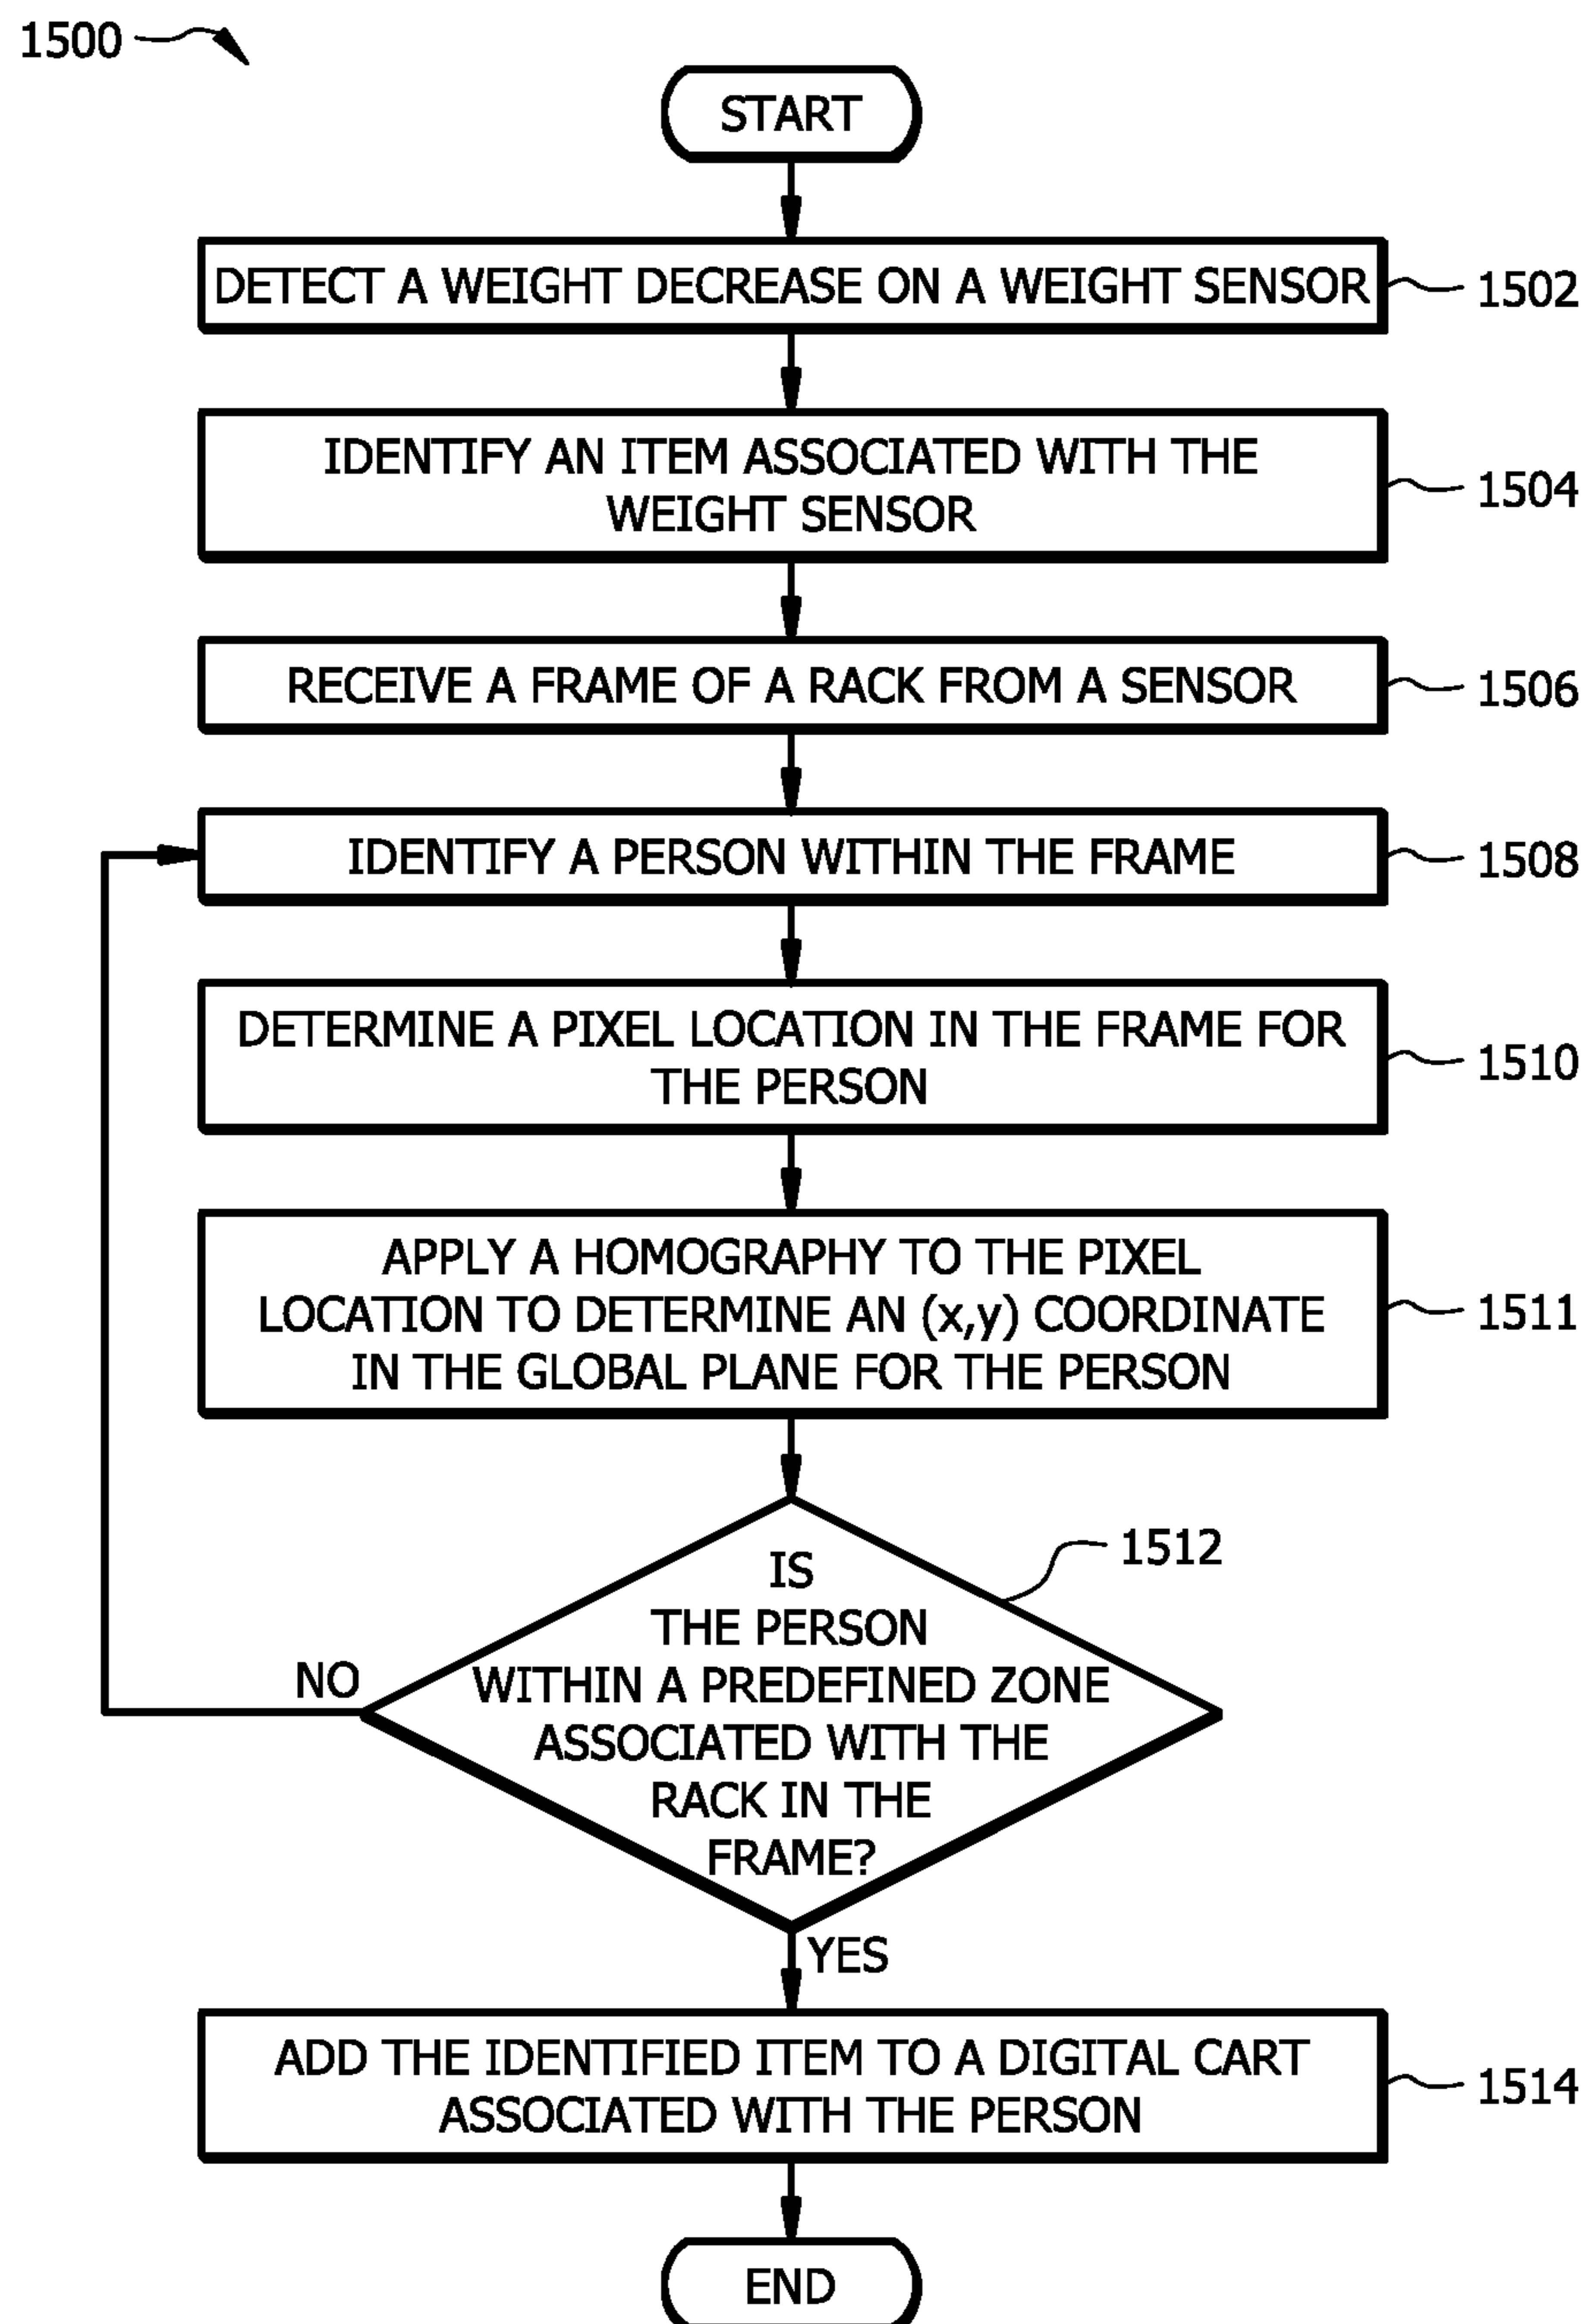 1500
START
DETECT A WEIGHT DECREASE ON A WEIGHT SENSOR
1502
IDENTIFY AN ITEM ASSOCIATED WITH THE
WEIGHT SENSOR
1504
RECEIVE A FRAME OF A RACK FROM A SENSOR
1506
IDENTIFY A PERSON WITHIN THE FRAME
1508
DETERMINE A PIXEL LOCATION IN THE FRAME FOR
THE PERSON
1510
APPLY A HOMOGRAPHY TO THE PIXEL
LOCATION TO DETERMINE AN (x,y) COORDINATE
IN THE GLOBAL PLANE FOR THE PERSON
1511
IS
THE PERSON
WITHIN A PREDEFINED ZONE
ASSOCIATED WITH THE
RACK IN THE
FRAME?
1512
NO
YES
ADD THE IDENTIFIED ITEM TO A DIGITAL CART
ASSOCIATED WITH THE PERSON
1514
END